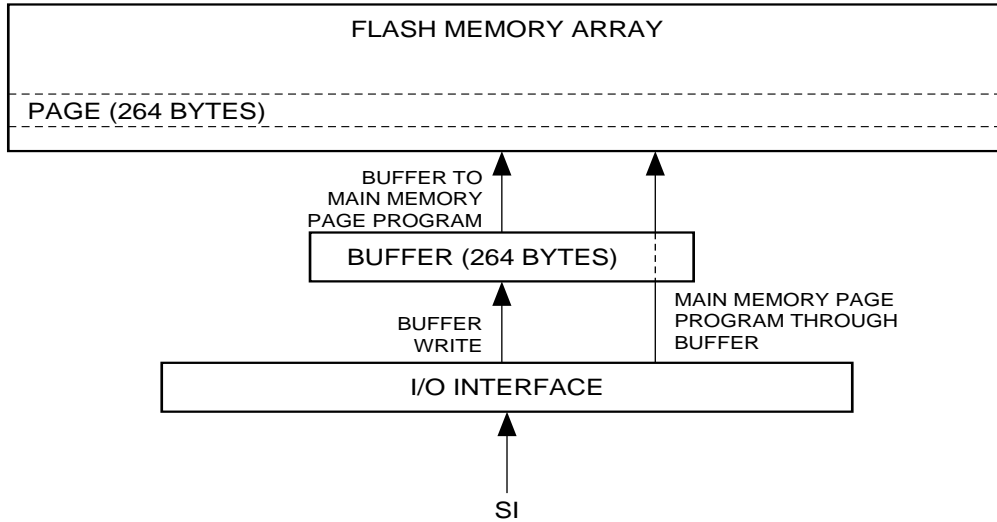 FLASH MEMORY ARRAY
PAGE (264 BYTES)
BUFFER TO
MAIN MEMORY
PAGE PROGRAM
BUFFER (264 BYTES)
MAIN MEMORY PAGE
PROGRAM THROUGH
BUFFER
BUFFER
WRITE
I/O INTERFACE
SI